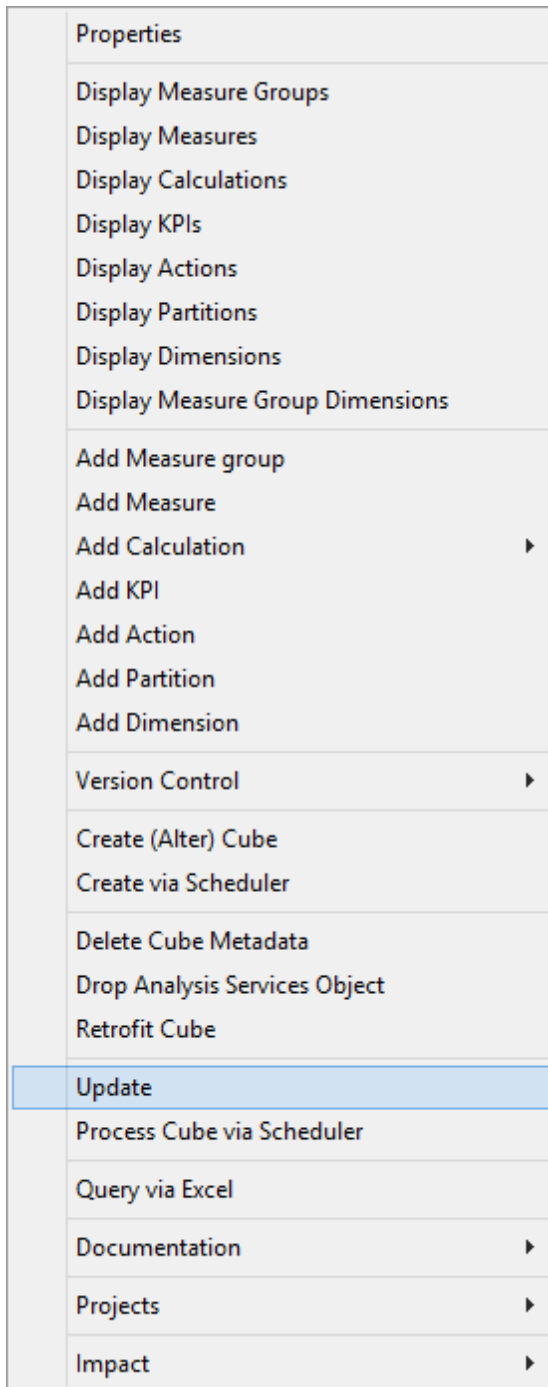 Properties
Display Measure Groups
Display Measures
Display Calculations
Display KPIs
Display Actions
Display Partitions
Display Dimensions
Display Measure Group Dimensions
Add Measure group
Add Measure
Add Calculation
Add KPI
Add Action
Add Partition
Add Dimension
Version Control
Create (Alter) Cube
Create via Scheduler
Delete Cube Metadata
Drop Analysis Services Object
Retrofit Cube
Update
Process Cube via Scheduler
Query via Excel
Documentation
Projects
Impact